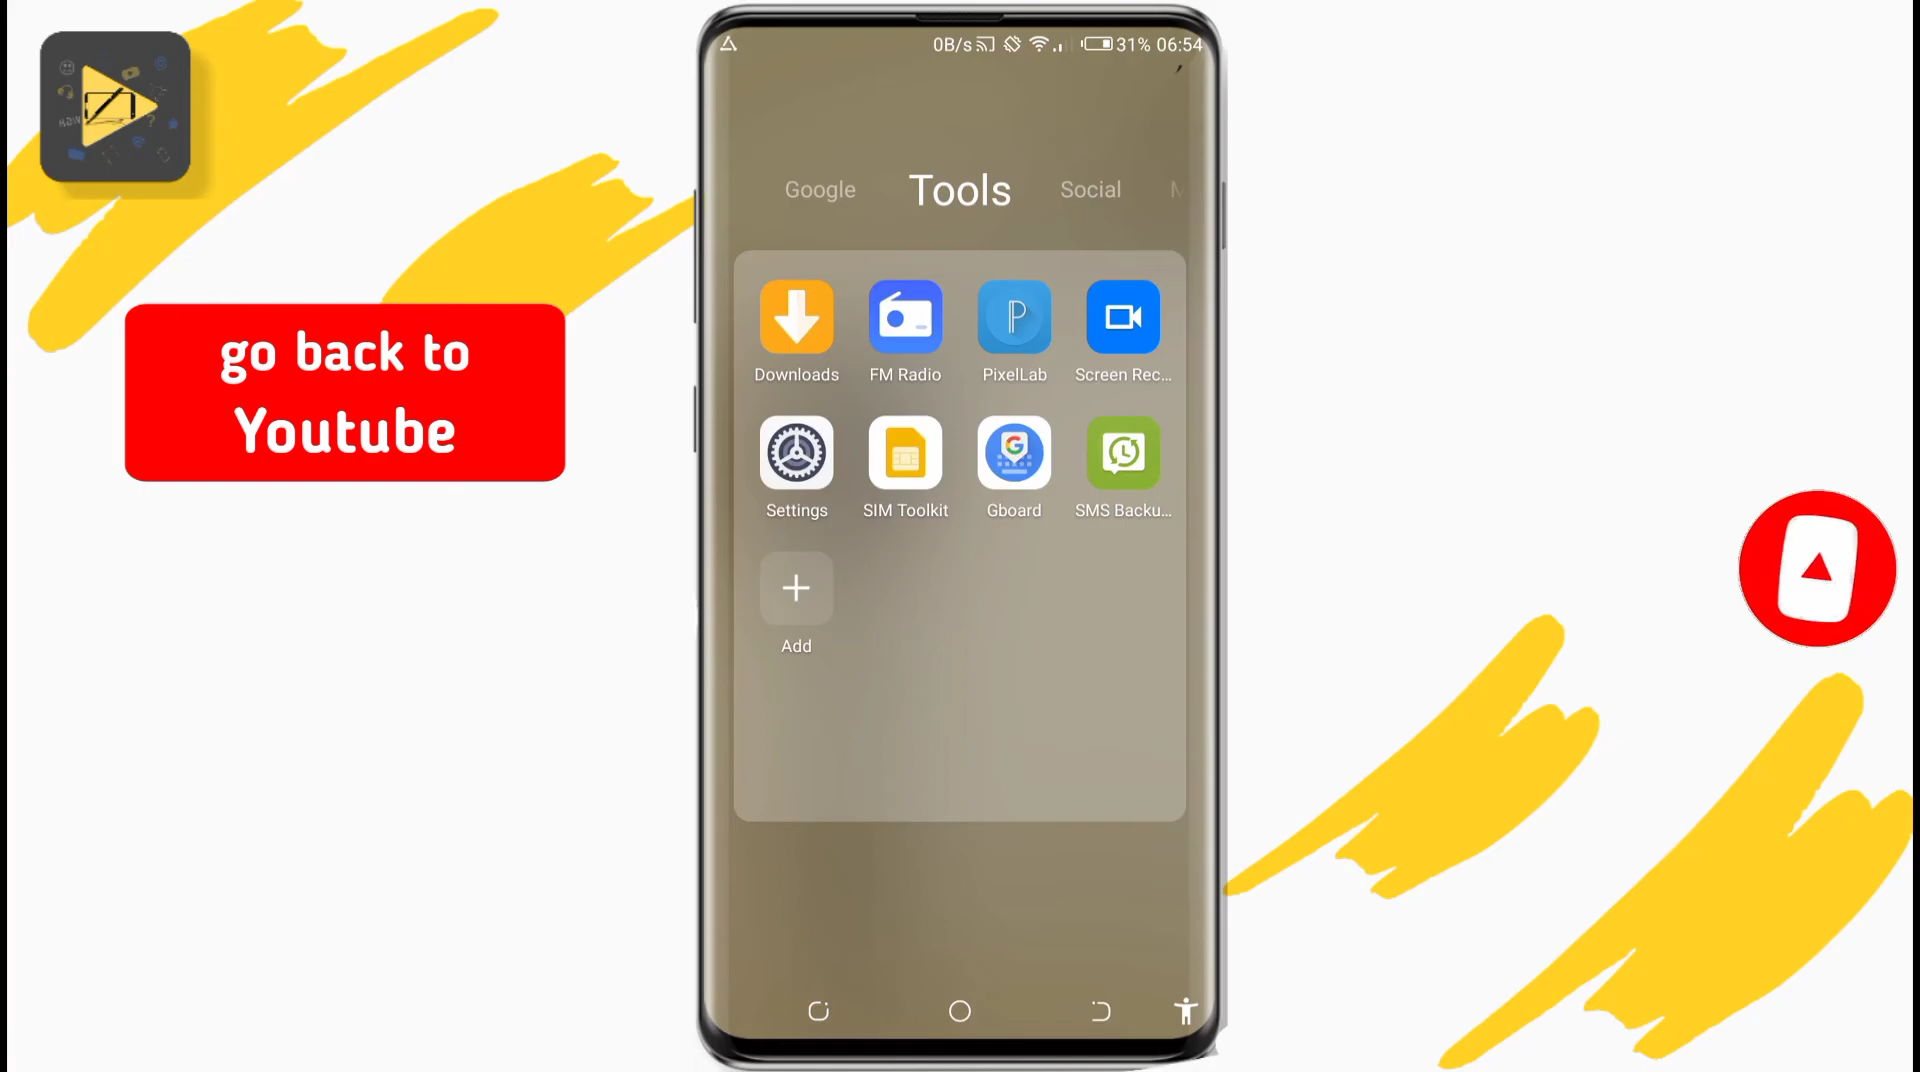 0B/s 31% 06:54
Google Tools Social
go back to
Youtube
Downloads FM Radio PixelLab Screen Rec...
Settings SIM Toolkit Gboard SMS Backu...
Add